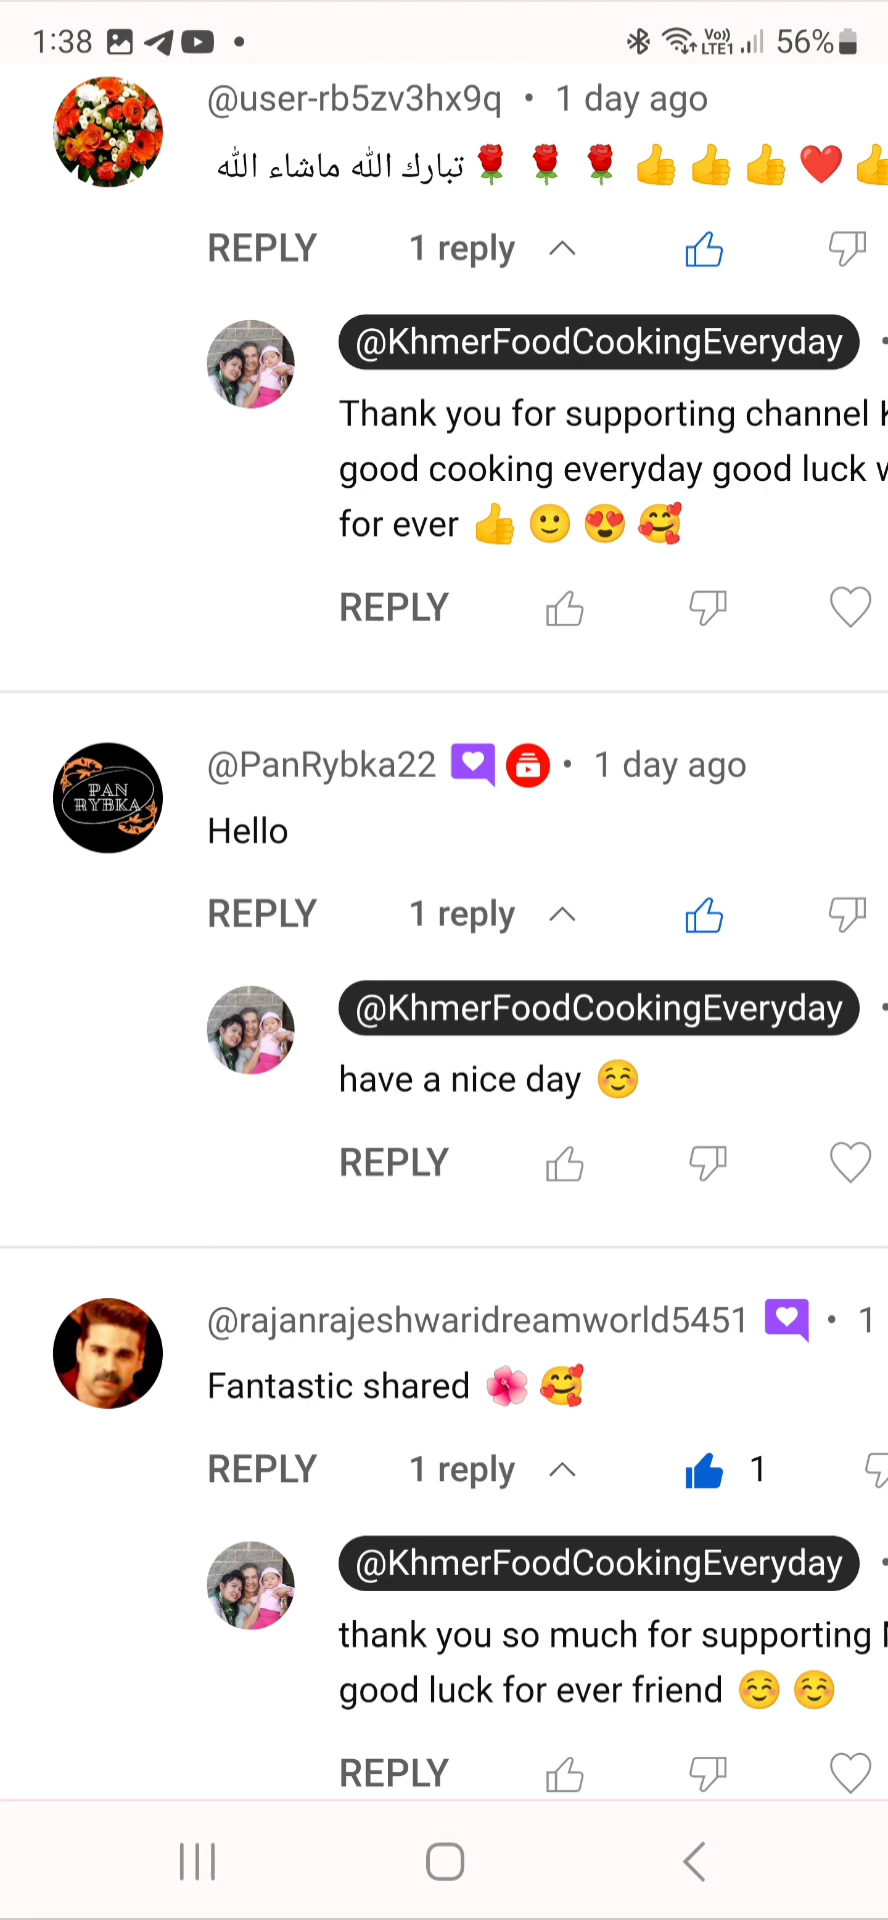 1:38 Vo)) LTE1 56%
@user-rb5zv3hx9q • 1 day ago
تبارك الله ماشاء الله🌹🌹🌹👍👍👍❤️👍
REPLY 1 reply
@KhmerFoodCookingEveryday
Thank you for supporting channel
good cooking everyday good luck
for ever 👍🙂😍🥰
REPLY
PAN RYBKA
@PanRybka22 • 1 day ago
Hello
REPLY 1 reply
@KhmerFoodCookingEveryday
have a nice day ☺️
REPLY
@rajanrajeshwaridreamworld5451 • 1
Fantastic shared 🌺🥰
REPLY 1 reply 1
@KhmerFoodCookingEveryday
thank you so much for supporting
good luck for ever friend ☺️☺️
REPLY